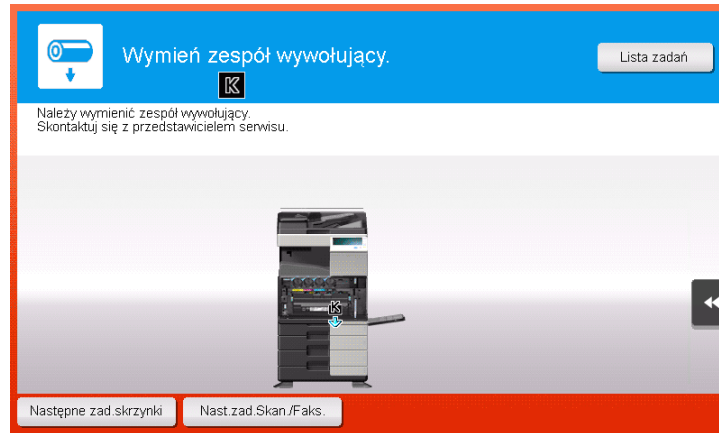 Wymień zespół wywołujący.
K
Lista zadań
Należy wymienić zespół wywołujący.
Skontaktuj się z przedstawicielem serwisu.
K
Następne zad.skrzynki
Nast.zad.Skan./Faks.